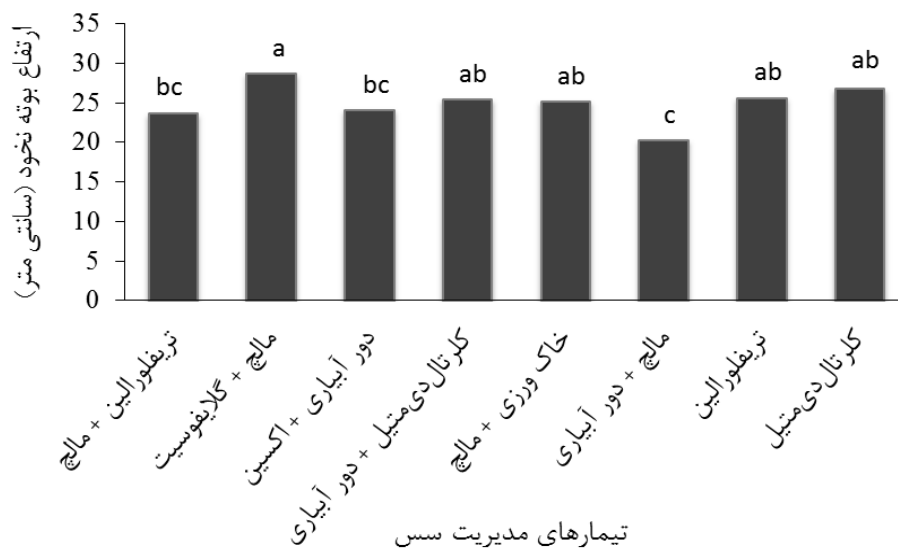 ارتفاع بوته نخود (سانتی متر)
35
30
25
20
15
10
5
0
bc
a
bc
ab
ab
c
ab
ab
تریفلورالین + مالچ
مالچ + گلایفوسیت
دور آبیاری + اکسین
کلرتال‌دی‌متیل + دور آبیاری
خاک ورزی + مالچ
مالچ + دور آبیاری
تریفلورالین
کلرتال‌دی‌متیل
تیمارهای مدیریت سس